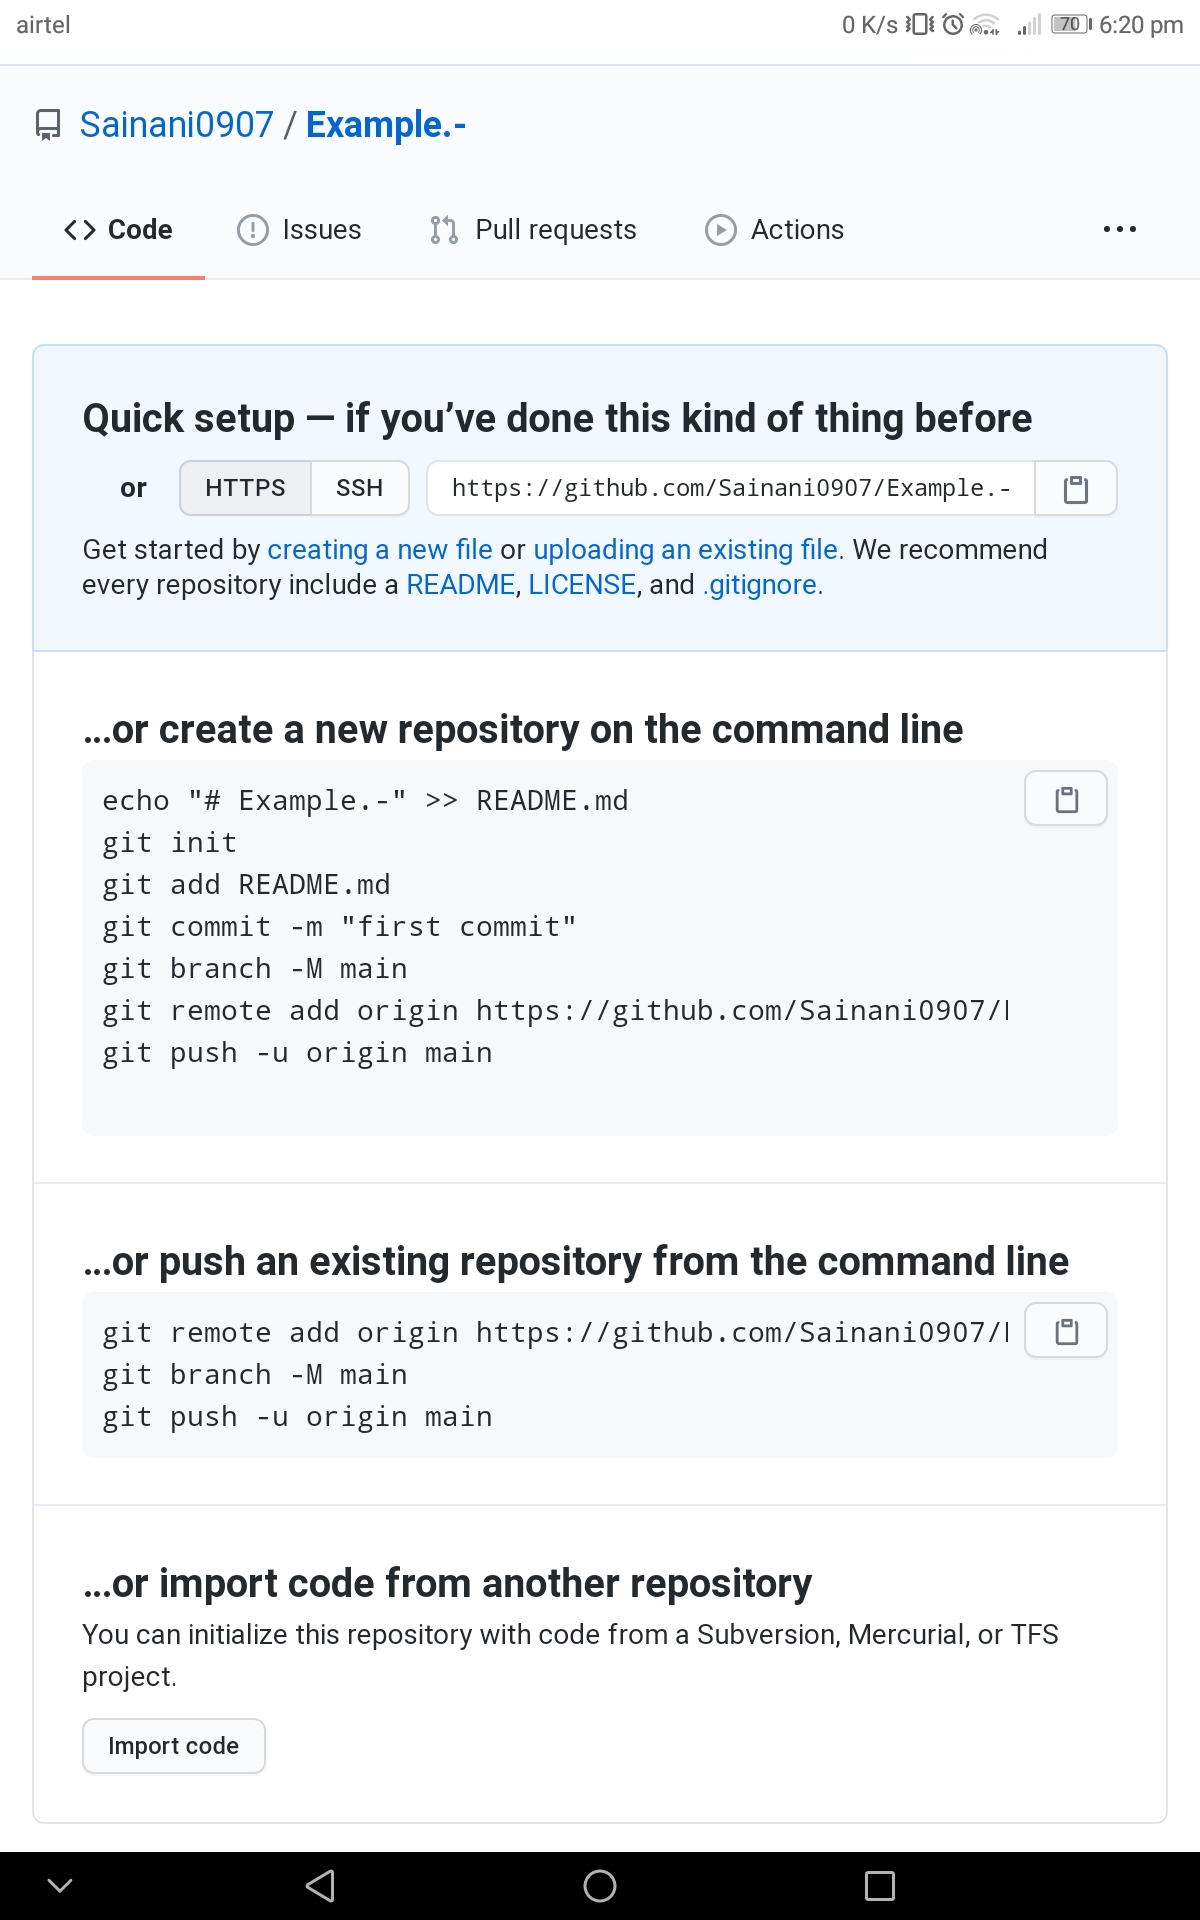 airtel 0 K/s 70 6:20 pm
Sainani0907 / Example.-
Code Issues Pull requests Actions ...
Quick setup — if you’ve done this kind of thing before
or HTTPS SSH https://github.com/Sainani0907/Example.-
Get started by creating a new file or uploading an existing file. We recommend
every repository include a README, LICENSE, and .gitignore.
…or create a new repository on the command line
echo "# Example.-" >> README.md
git init
git add README.md
git commit -m "first commit"
git branch -M main
git remote add origin https://github.com/Sainani0907/
git push -u origin main
…or push an existing repository from the command line
git remote add origin https://github.com/Sainani0907/
git branch -M main
git push -u origin main
…or import code from another repository
You can initialize this repository with code from a Subversion, Mercurial, or TFS
project.
Import code